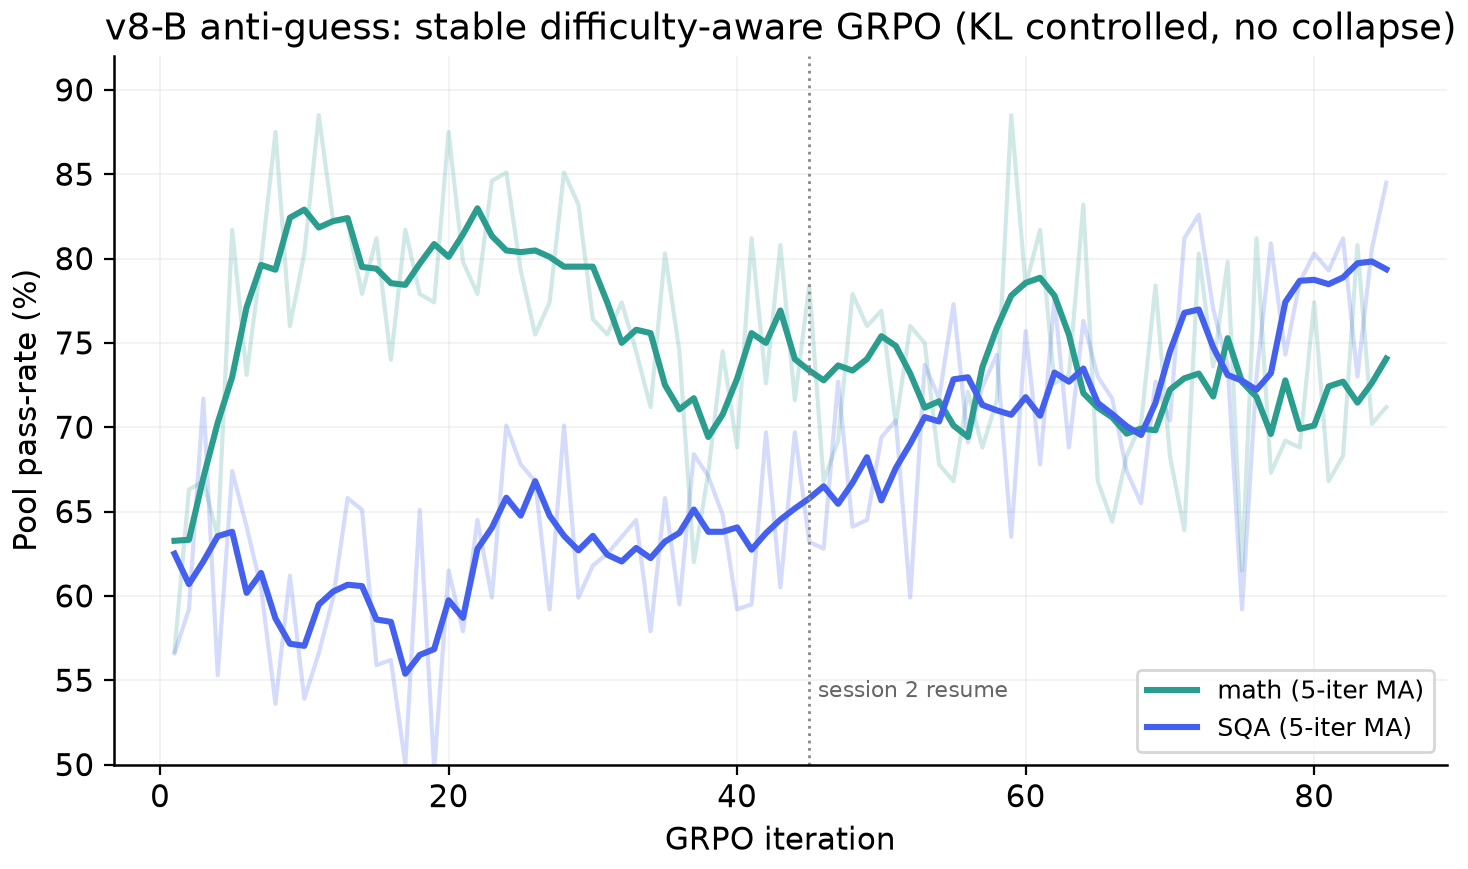 v8-B anti-guess: stable difficulty-aware GRPO (KL controlled, no collapse)
Pool pass-rate (%)
90
85
80
75
70
65
60
55
50
session 2 resume
math (5-iter MA)
SQA (5-iter MA)
0 20 40 60 80
GRPO iteration